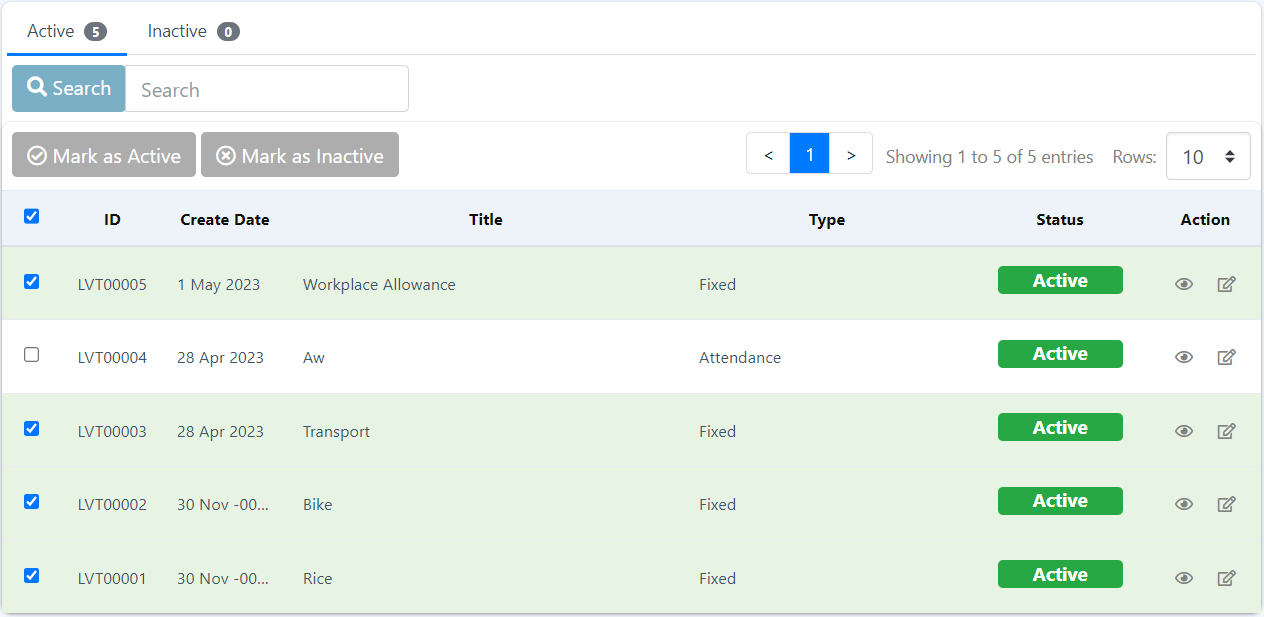 Active 5 Inactive 0
Search Search
Mark as Active Mark as Inactive < 1 > Showing 1 to 5 of 5 entries Rows: 10
ID Create Date Title Type Status Action
LVT00005 1 May 2023 Workplace Allowance Fixed Active
LVT00004 28 Apr 2023 Aw Attendance Active
LVT00003 28 Apr 2023 Transport Fixed Active
LVT00002 30 Nov -00... Bike Fixed Active
LVT00001 30 Nov -00... Rice Fixed Active